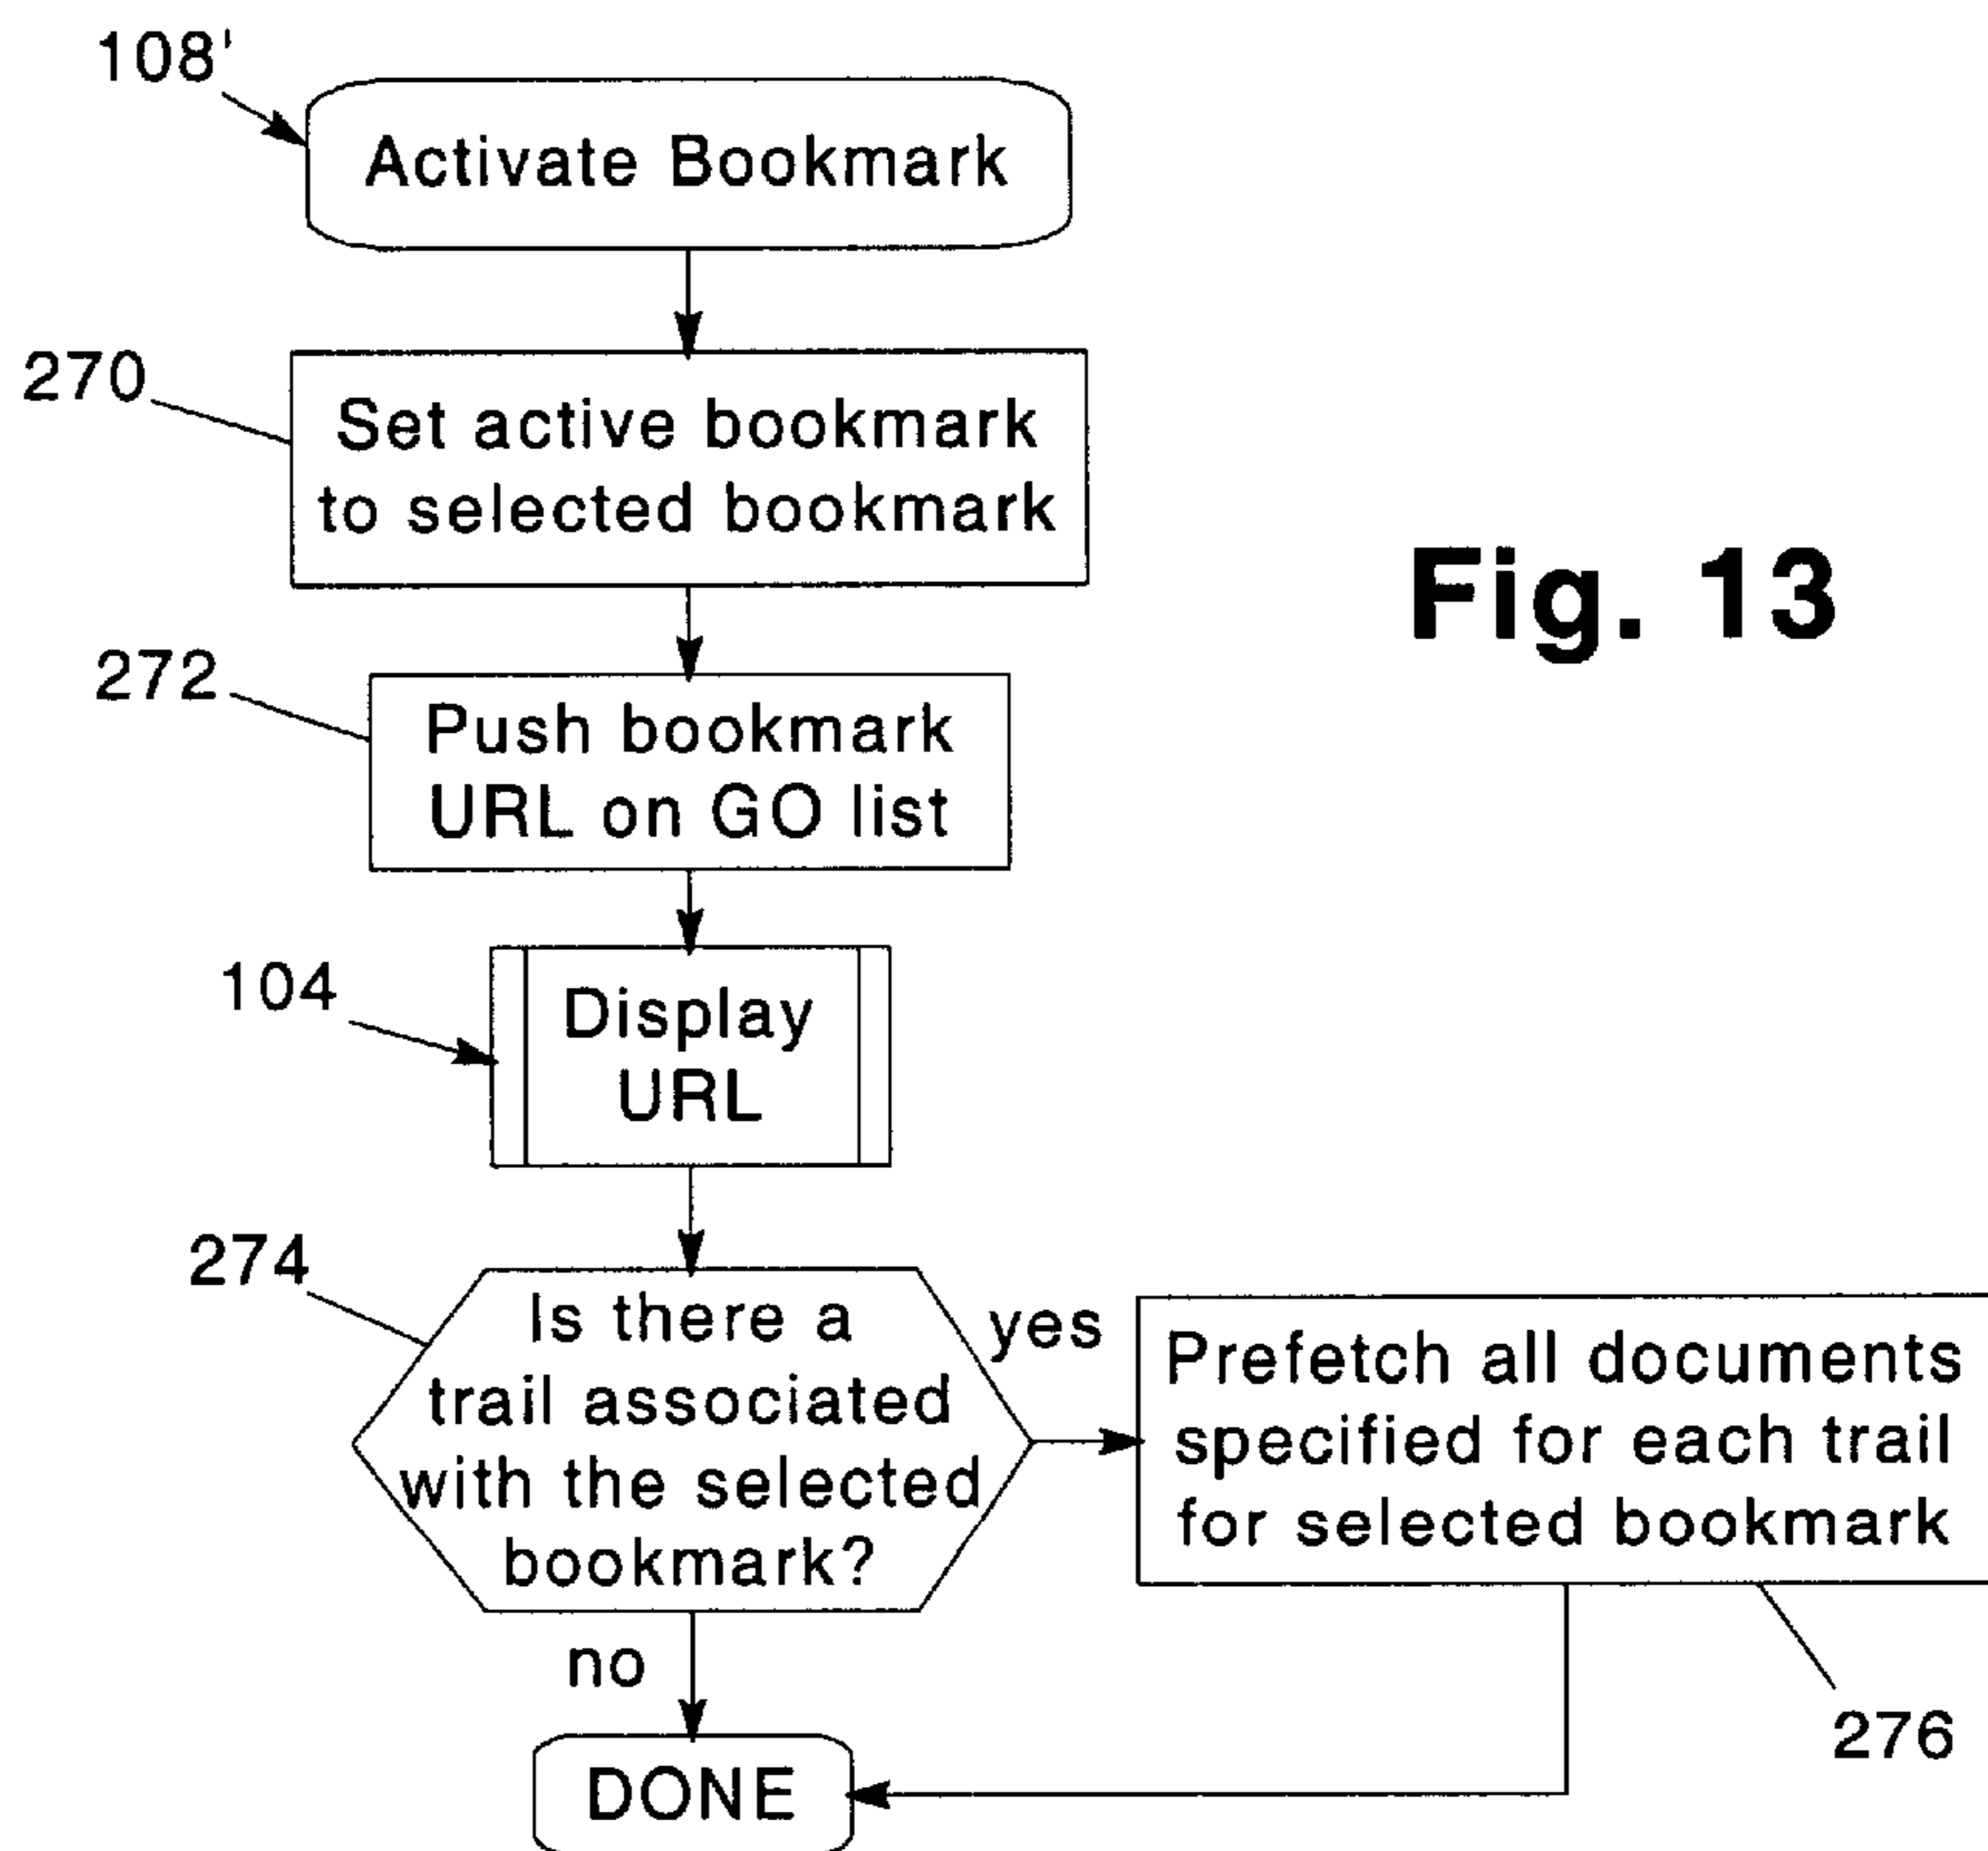 108'
Activate Bookmark
270
Set active bookmark
to selected bookmark
Fig. 13
272
Push bookmark
URL on GO list
104
Display
URL
274
Is there a
trail associated
with the selected
bookmark?
yes
Prefetch all documents
specified for each trail
for selected bookmark
no
276
DONE